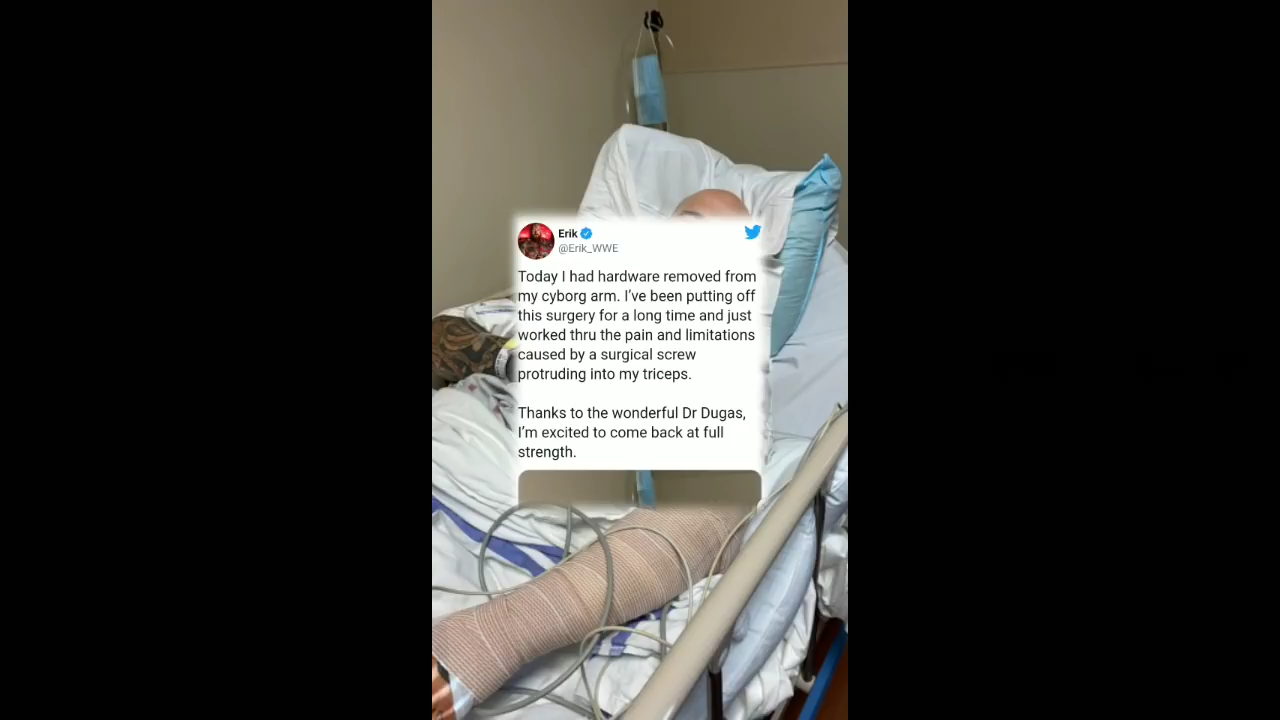 Erik
@Erik_WWE
Today I had hardware removed from
my cyborg arm. I’ve been putting off
this surgery for a long time and just
worked thru the pain and limitations
caused by a surgical screw
protruding into my triceps.
Thanks to the wonderful Dr Dugas,
I’m excited to come back at full
strength.